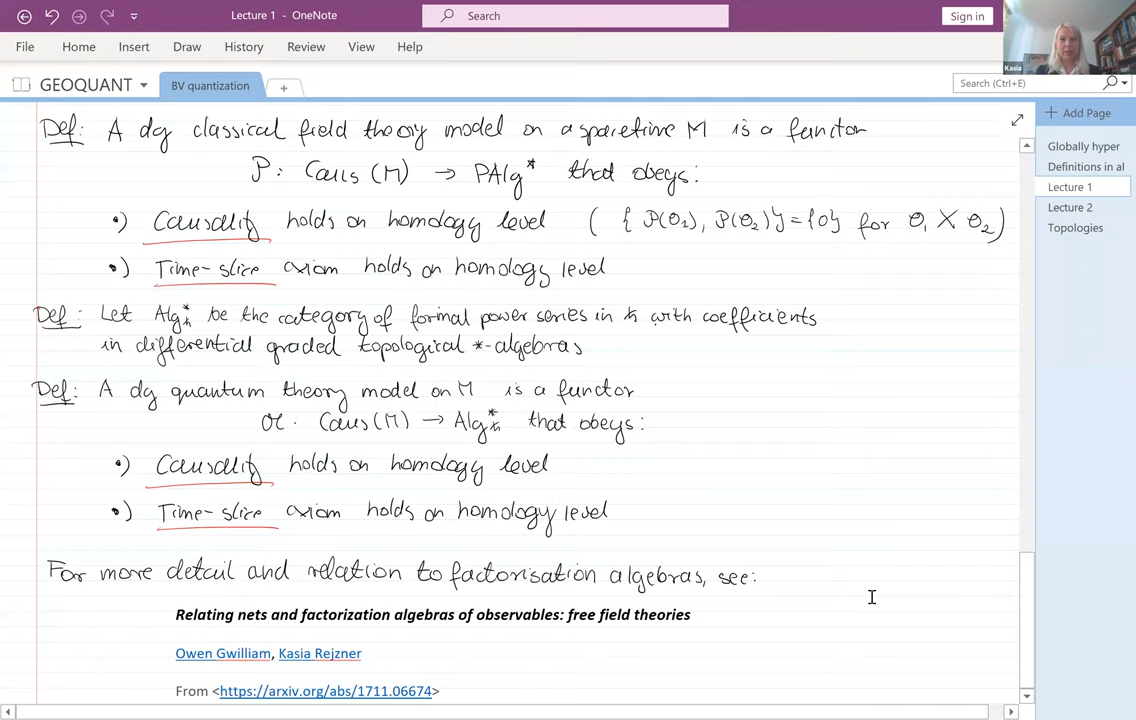 Lecture 1 - OneNote
Search
Sign in
File Home Insert Draw History Review View Help
Kasia
GEOQUANT
BV quantization
Search (Ctrl+E)
Add Page
Globally hyper
Definitions in al
Lecture 1
Lecture 2
Topologies
Def: A dg classical field theory model on a spacetime M is a functor
P: Caus(M) → PAlg* that obeys:
•) Causality holds on homology level ( { P(O₁), P(O₂)} = {0} for O₁ X O₂)
•) Time-slice axiom holds on homology level
Def: Let Alg*ℏ be the category of formal power series in ℏ with coefficients
in differential graded topological *-algebras
Def: A dg quantum theory model on M is a functor
Caus(M) → Alg*ℏ that obeys:
•) Causality holds on homology level
•) Time-slice axiom holds on homology level
For more detail and relation to factorisation algebras, see:
Relating nets and factorization algebras of observables: free field theories
Owen Gwilliam, Kasia Rejzner
From <https://arxiv.org/abs/1711.06674>